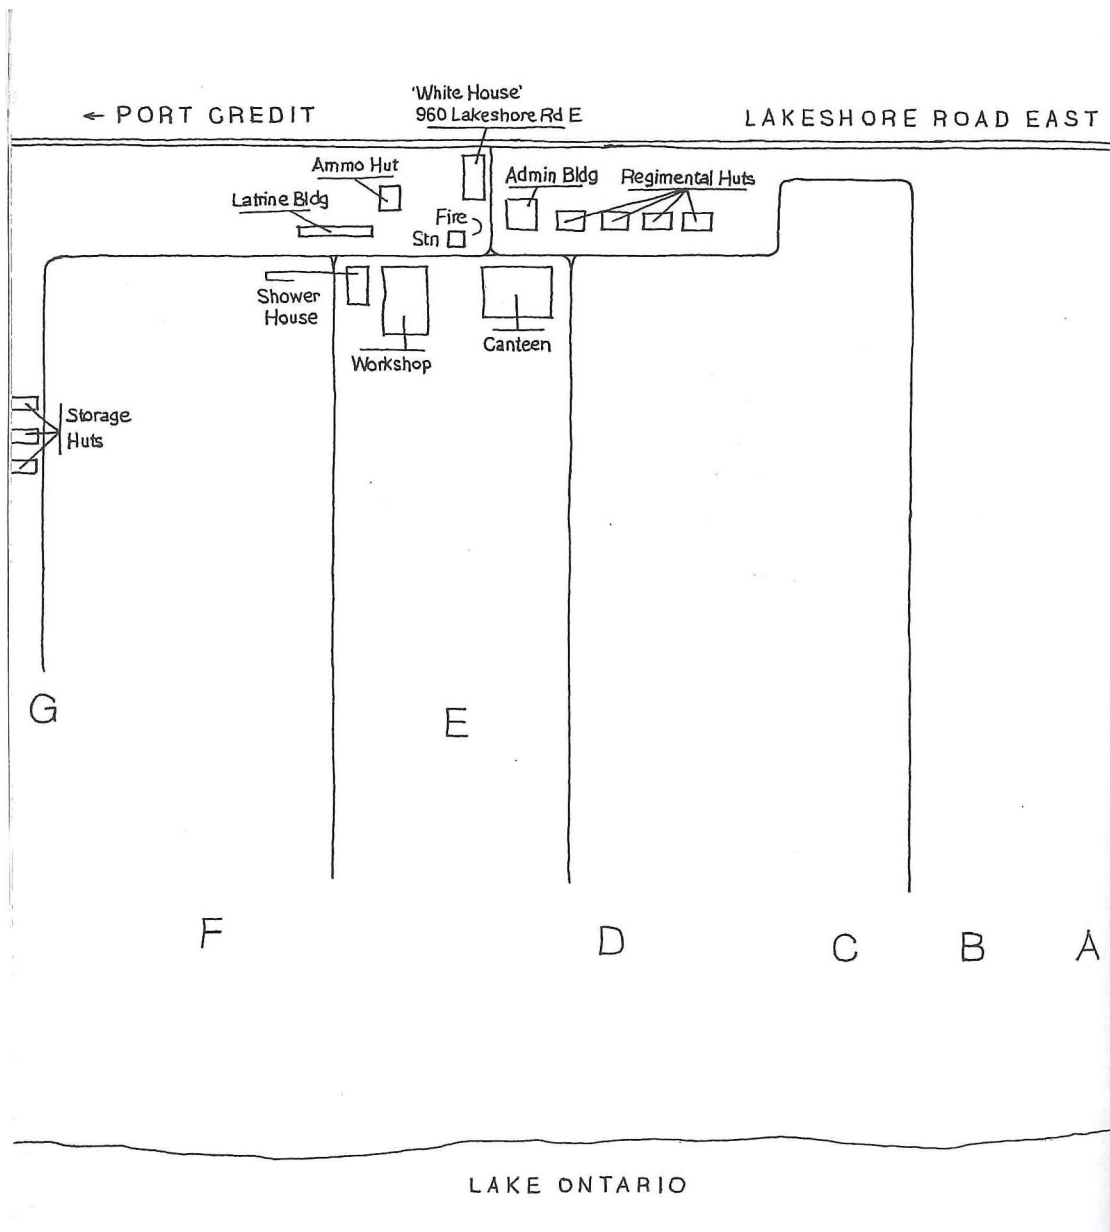 'White House'
← PORT CREDIT
960 Lakeshore Rd E
LAKESHORE ROAD EAST
Ammo Hut
Admin Bldg
Regimental Huts
Latrine Bldg
Fire
Stn
Shower
House
Canteen
Workshop
Storage
Huts
G
E
F
D
C
B
A
LAKE ONTARIO